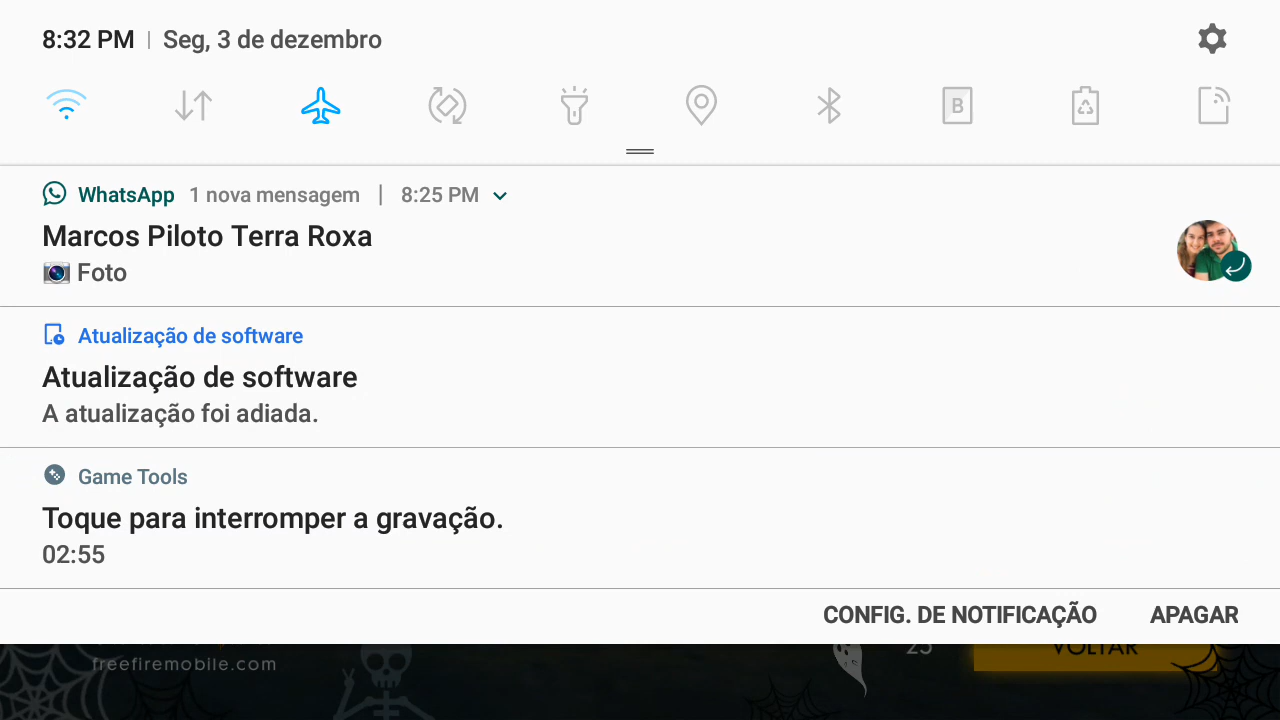 8:32 PM | Seg, 3 de dezembro
B
WhatsApp 1 nova mensagem | 8:25 PM
Marcos Piloto Terra Roxa
Foto
Atualização de software
Atualização de software
A atualização foi adiada.
Game Tools
Toque para interromper a gravação.
02:55
CONFIG. DE NOTIFICAÇÃO APAGAR
freefiremobile.com 25 VOLTAR